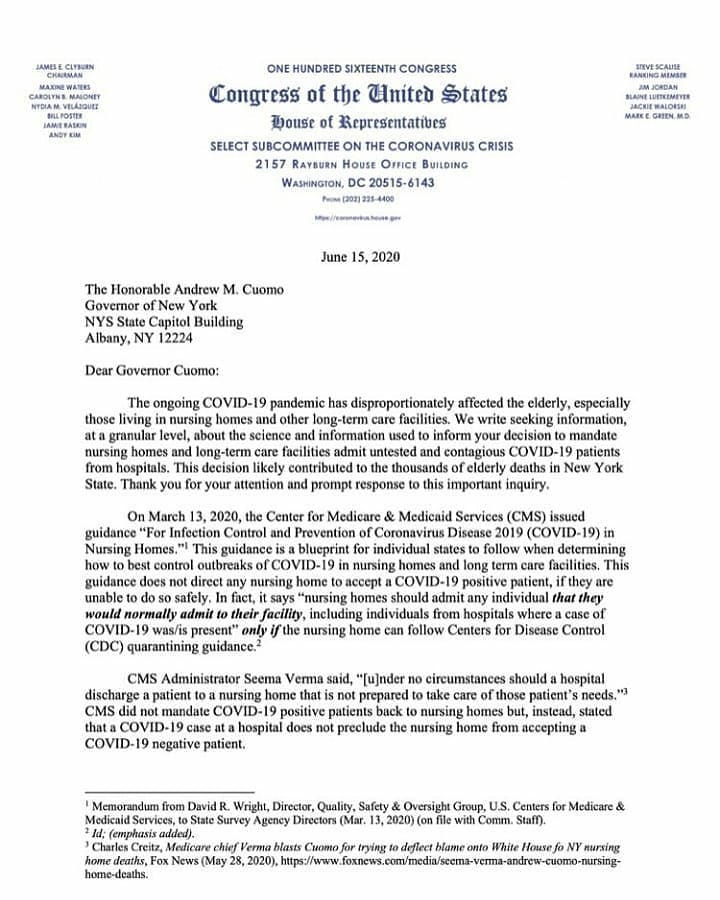 JAMES E. CLYBURN
CHAIRMAN
MAXINE WATERS
CAROLYN B. MALONEY
NYDIA M. VELÁZQUEZ
BILL FOSTER
JAMIE RASKIN
ANDY KIM
ONE HUNDRED SIXTEENTH CONGRESS
Congress of the United States
House of Representatives
SELECT SUBCOMMITTEE ON THE CORONAVIRUS CRISIS
2157 RAYBURN HOUSE OFFICE BUILDING
WASHINGTON, DC 20515-6143
PHONE (202) 225-4400
https://coronavirus.house.gov
STEVE SCALISE
RANKING MEMBER
JIM JORDAN
BLAINE LUETKEMEYER
JACKIE WALORSKI
MARK E. GREEN, M.D.
June 15, 2020
The Honorable Andrew M. Cuomo
Governor of New York
NYS State Capitol Building
Albany, NY 12224
Dear Governor Cuomo:
The ongoing COVID-19 pandemic has disproportionately affected the elderly, especially
those living in nursing homes and other long-term care facilities. We write seeking information,
at a granular level, about the science and information used to inform your decision to mandate
nursing homes and long-term care facilities admit untested and contagious COVID-19 patients
from hospitals. This decision likely contributed to the thousands of elderly deaths in New York
State. Thank you for your attention and prompt response to this important inquiry.
On March 13, 2020, the Center for Medicare & Medicaid Services (CMS) issued
guidance “For Infection Control and Prevention of Coronavirus Disease 2019 (COVID-19) in
Nursing Homes.”1 This guidance is a blueprint for individual states to follow when determining
how to best control outbreaks of COVID-19 in nursing homes and long term care facilities. This
guidance does not direct any nursing home to accept a COVID-19 positive patient, if they are
unable to do so safely. In fact, it says “nursing homes should admit any individual that they
would normally admit to their facility, including individuals from hospitals where a case of
COVID-19 was/is present” only if the nursing home can follow Centers for Disease Control
(CDC) quarantining guidance.2
CMS Administrator Seema Verma said, “[u]nder no circumstances should a hospital
discharge a patient to a nursing home that is not prepared to take care of those patient’s needs.”3
CMS did not mandate COVID-19 positive patients back to nursing homes but, instead, stated
that a COVID-19 case at a hospital does not preclude the nursing home from accepting a
COVID-19 negative patient.
1 Memorandum from David R. Wright, Director, Quality, Safety & Oversight Group, U.S. Centers for Medicare &
Medicaid Services, to State Survey Agency Directors (Mar. 13, 2020) (on file with Comm. Staff).
2 Id; (emphasis added).
3 Charles Creitz, Medicare chief Verma blasts Cuomo for trying to deflect blame onto White House fo NY nursing
home deaths, Fox News (May 28, 2020), https://www.foxnews.com/media/seema-verma-andrew-cuomo-nursing-
home-deaths.